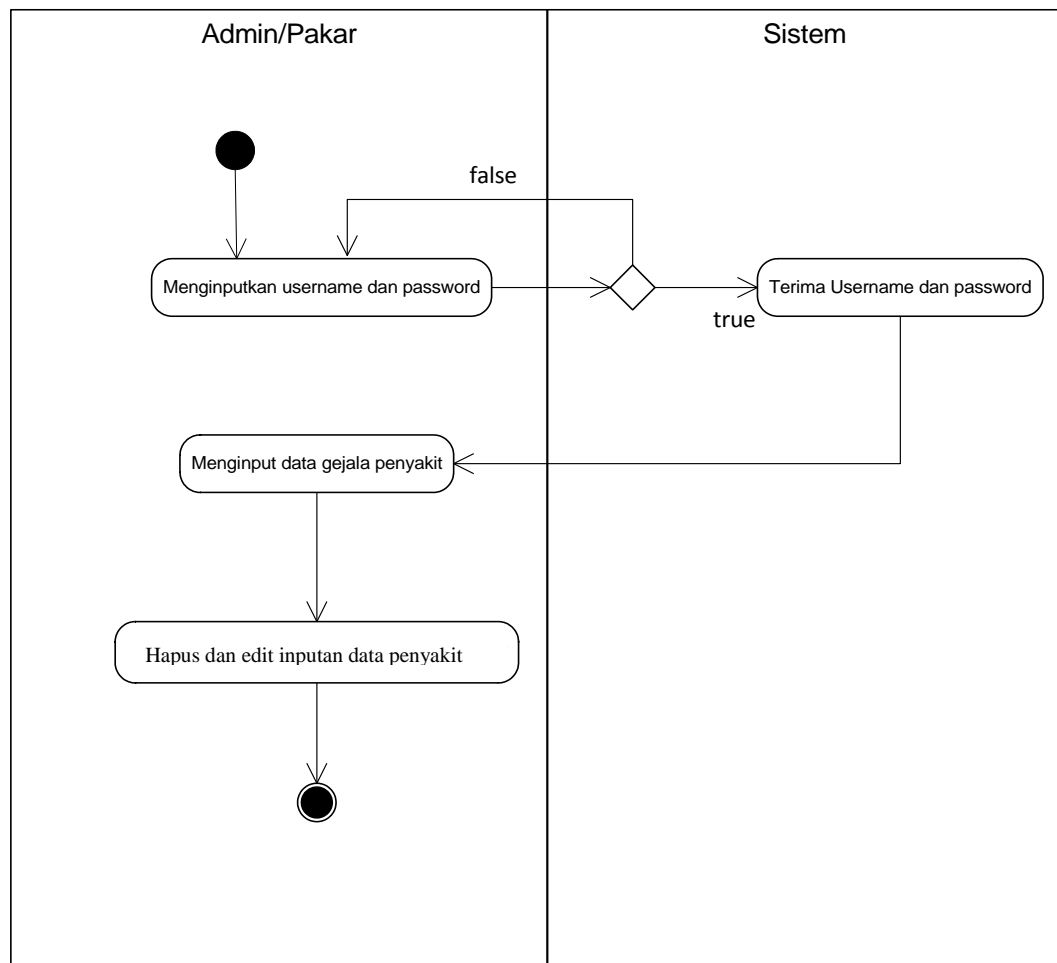 Admin/Pakar
Sistem
false
Menginputkan username dan password
Terima Username dan password
true
Menginput data gejala penyakit
Hapus dan edit inputan data penyakit